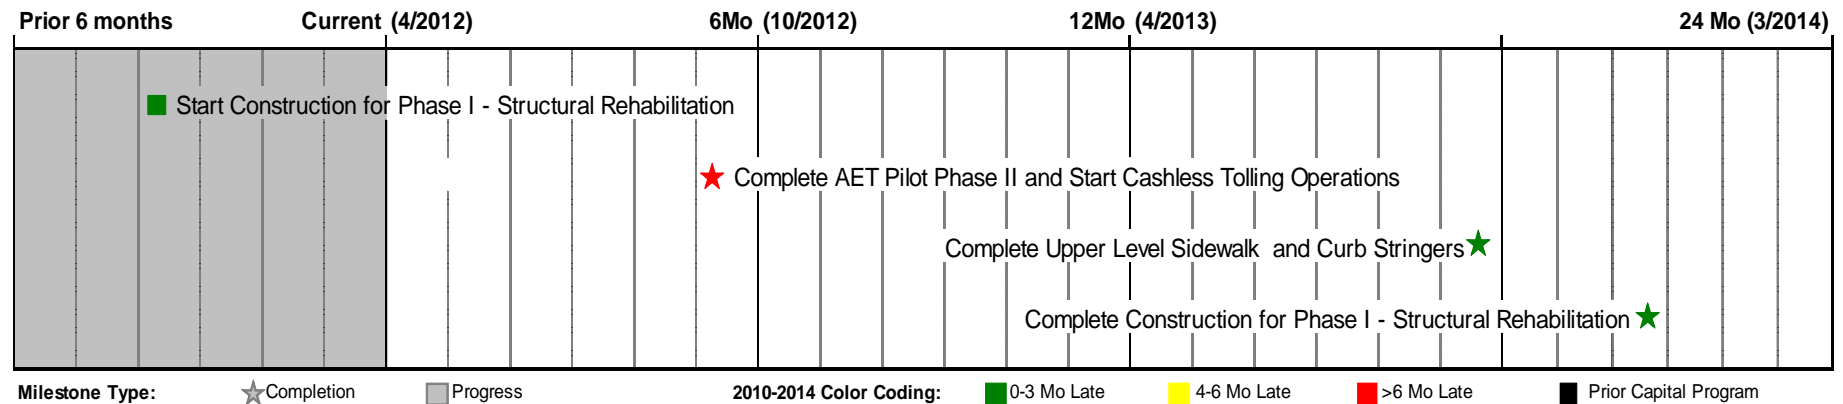 Prior 6 months Current (4/2012) 6Mo (10/2012) 12Mo (4/2013) 24 Mo (3/2014)
Start Construction for Phase I - Structural Rehabilitation
Complete AET Pilot Phase II and Start Cashless Tolling Operations
Complete Upper Level Sidewalk and Curb Stringers
Complete Construction for Phase I - Structural Rehabilitation
Milestone Type: Completion Progress 2010-2014 Color Coding: 0-3 Mo Late 4-6 Mo Late >6 Mo Late Prior Capital Program